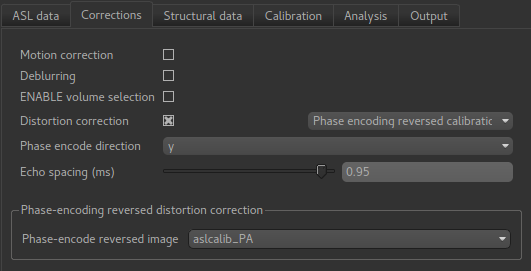 ASL data Corrections Structural data Calibration Analysis Output
Motion correction
Deblurring
ENABLE volume selection
Distortion correction Phase encoding reversed calibratic
Phase encode direction y
Echo spacing (ms) 0.95
Phase-encoding reversed distortion correction
Phase-encode reversed image aslcalib_PA